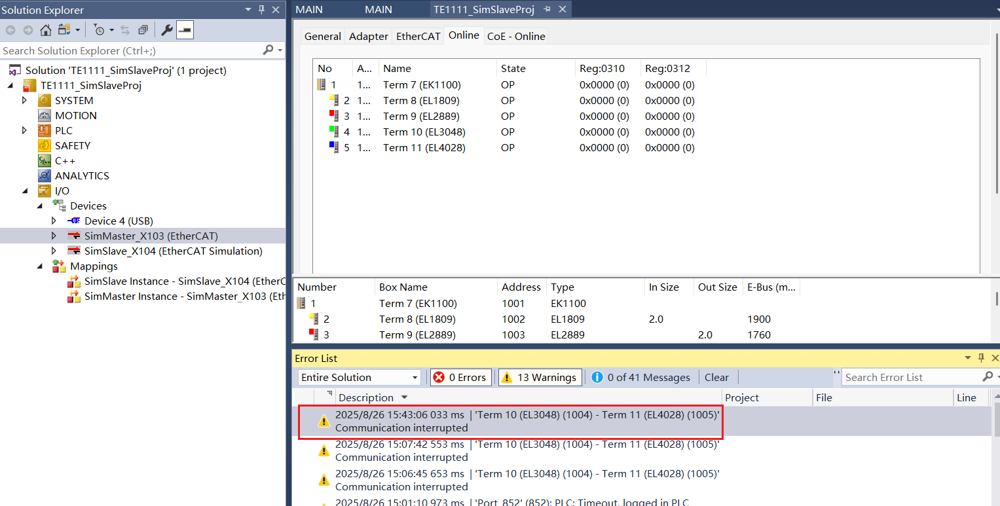 Solution Explorer
Search Solution Explorer (Ctrl+;)
Solution 'TE1111_SimSlaveProj' (1 project)
TE1111_SimSlaveProj
SYSTEM
MOTION
PLC
SAFETY
C++
ANALYTICS
I/O
Devices
Device 4 (USB)
SimMaster_X103 (EtherCAT)
SimSlave_X104 (EtherCAT Simulation)
Mappings
SimSlave Instance - SimSlave_X104 (EtherC
SimMaster Instance - SimMaster_X103 (Eth
MAIN MAIN TE1111_SimSlaveProj
General Adapter EtherCAT Online CoE - Online
No A... Name State Reg:0310 Reg:0312
1 1... Term 7 (EK1100) OP 0x0000 (0) 0x0000 (0)
2 1... Term 8 (EL1809) OP 0x0000 (0) 0x0000 (0)
3 1... Term 9 (EL2889) OP 0x0000 (0) 0x0000 (0)
4 1... Term 10 (EL3048) OP 0x0000 (0) 0x0000 (0)
5 1... Term 11 (EL4028) OP 0x0000 (0) 0x0000 (0)
Number Box Name Address Type In Size Out Size E-Bus (m...
1 Term 7 (EK1100) 1001 EK1100
2 Term 8 (EL1809) 1002 EL1809 2.0 1900
3 Term 9 (EL2889) 1003 EL2889 2.0 1760
Error List
Entire Solution 0 Errors 13 Warnings 0 of 41 Messages Clear Search Error List
Description Project File Line
2025/8/26 15:43:06 033 ms | 'Term 10 (EL3048) (1004) - Term 11 (EL4028) (1005)'
Communication interrupted
2025/8/26 15:07:42 553 ms | 'Term 10 (EL3048) (1004) - Term 11 (EL4028) (1005)'
Communication interrupted
2025/8/26 15:06:45 653 ms | 'Term 10 (EL3048) (1004) - Term 11 (EL4028) (1005)'
Communication interrupted
2025/8/26 15:01:10 973 ms | 'Port_852' (852): PLC: Timeout, logged in PLC